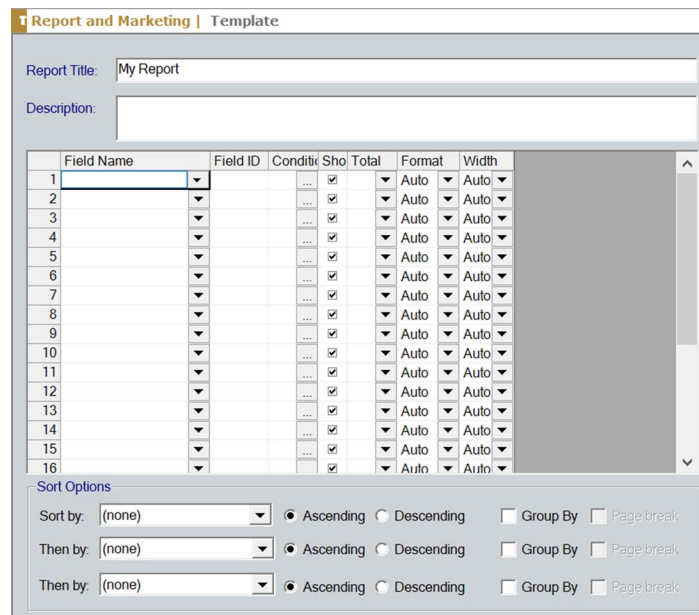 T Report and Marketing | Template
Report Title: My Report
Description:
Field Name Field ID Conditic Sho Total Format Width
1 ... Auto Auto
2 ... Auto Auto
3 ... Auto Auto
4 ... Auto Auto
5 ... Auto Auto
6 ... Auto Auto
7 ... Auto Auto
8 ... Auto Auto
9 ... Auto Auto
10 ... Auto Auto
11 ... Auto Auto
12 ... Auto Auto
13 ... Auto Auto
14 ... Auto Auto
15 ... Auto Auto
16 Auto Auto
Sort Options
Sort by: (none) Ascending Descending Group By Page break
Then by: (none) Ascending Descending Group By Page break
Then by: (none) Ascending Descending Group By Page break